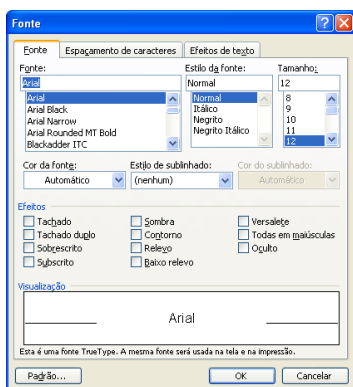 Fonte
Fonte Espaçamento de caracteres Efeitos de texto
Fonte: Estilo da fonte: Tamanho:
Arial Normal 12
Arial Normal 8
Arial Black Itálico 9
Arial Narrow Negrito 10
Arial Rounded MT Bold Negrito Itálico 11
Blackadder ITC 12
Cor da fonte: Estilo de sublinhado: Cor do sublinhado:
Automático (nenhum) Automático
Efeitos
Tachado Sombra Versalete
Tachado duplo Contorno Todas em maiúsculas
Sobrescrito Relevo Oculto
Subscrito Baixo relevo
Visualização
Arial
Esta é uma fonte TrueType. A mesma fonte será usada na tela e na impressão.
Padrão... OK Cancelar